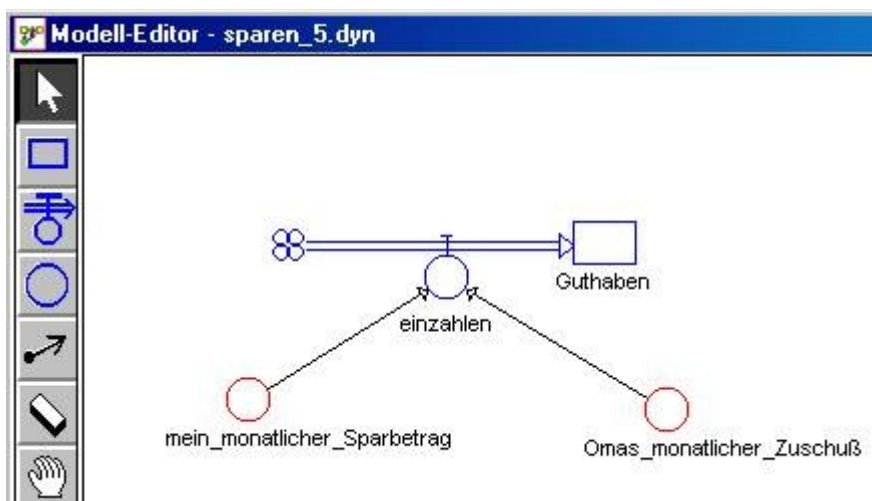 Modell-Editor - sparen_5.dyn
Guthaben
einzahlen
mein_monatlicher_Sparbetrag
Omas_monatlicher_Zuschuß